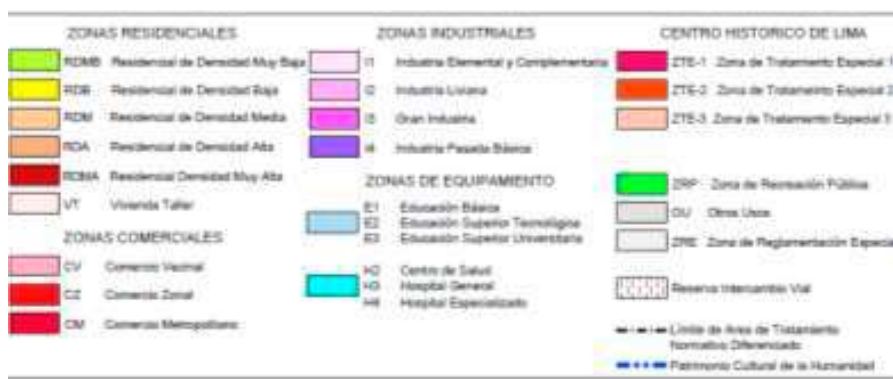 ZONAS RESIDENCIALES
RDMB Residencial de Densidad Muy Baja
RDB Residencial de Densidad Baja
RDM Residencial de Densidad Media
RDA Residencial de Densidad Alta
RDMA Residencial Densidad Muy Alta
VT Vivienda Taller
ZONAS COMERCIALES
CV Comercio Vecinal
CZ Comercio Zonal
CM Comercio Metropolitano
ZONAS INDUSTRIALES
I1 Industria Elemental y Complementaria
I2 Industria Liviana
I3 Gran Industria
I4 Industria Pesada Básica
ZONAS DE EQUIPAMIENTO
E1 Educación Básica
E2 Educación Superior Tecnológica
E3 Educación Superior Universitaria
H2 Centro de Salud
H3 Hospital General
H4 Hospital Especializado
CENTRO HISTORICO DE LIMA
ZTE-1 Zona de Tratamiento Especial 1
ZTE-2 Zona de Tratamiento Especial 2
ZTE-3 Zona de Tratamiento Especial 3
ZRP Zona de Recreación Pública
OU Otros Usos
ZRE Zona de Reglamentación Especia
Reserva Intercambio Vial
Límite de Area de Tratamiento
Normativo Diferenciado
Patrimonio Cultural de la Humanidad